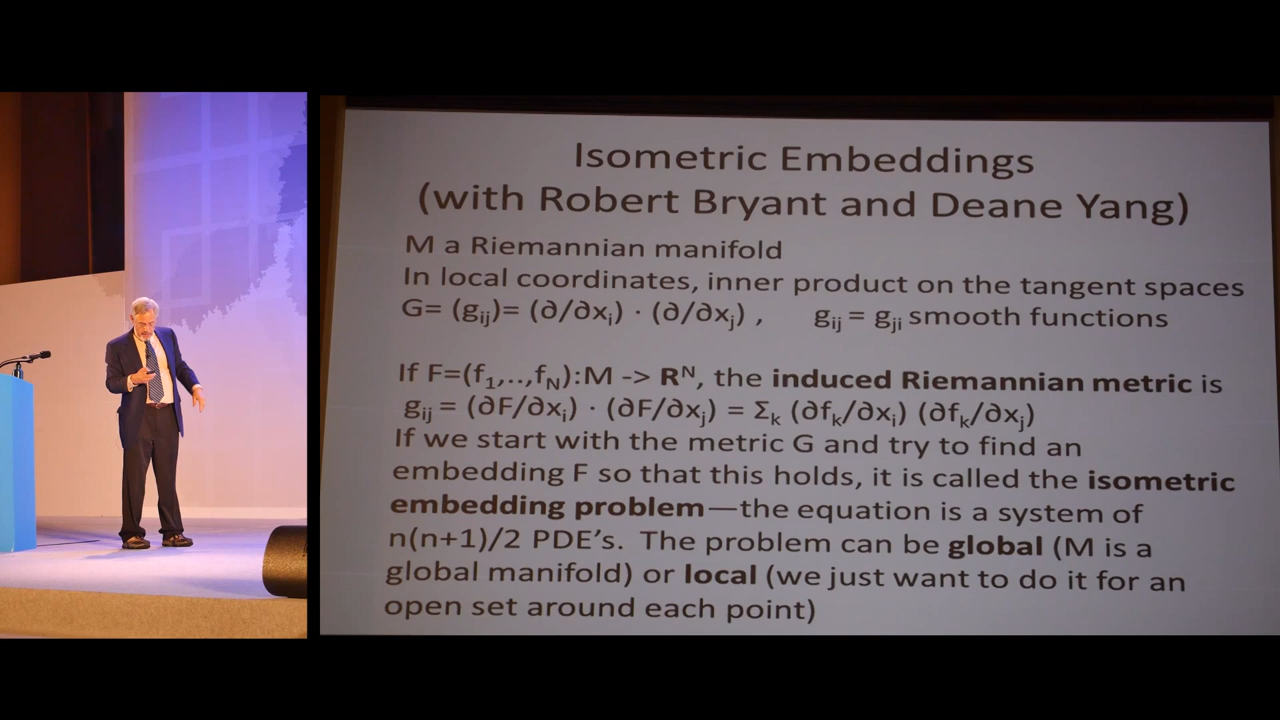 Isometric Embeddings
(with Robert Bryant and Deane Yang)
M a Riemannian manifold
In local coordinates, inner product on the tangent spaces
G= (gᵢⱼ)= (∂/∂xᵢ) · (∂/∂xⱼ) , gᵢⱼ = gⱼᵢ smooth functions
If F=(f₁,..,f_N):M -> Rᴺ, the induced Riemannian metric is
gᵢⱼ = (∂F/∂xᵢ) · (∂F/∂xⱼ) = Σₖ (∂fₖ/∂xᵢ) (∂fₖ/∂xⱼ)
If we start with the metric G and try to find an
embedding F so that this holds, it is called the isometric
embedding problem—the equation is a system of
n(n+1)/2 PDE’s. The problem can be global (M is a
global manifold) or local (we just want to do it for an
open set around each point)